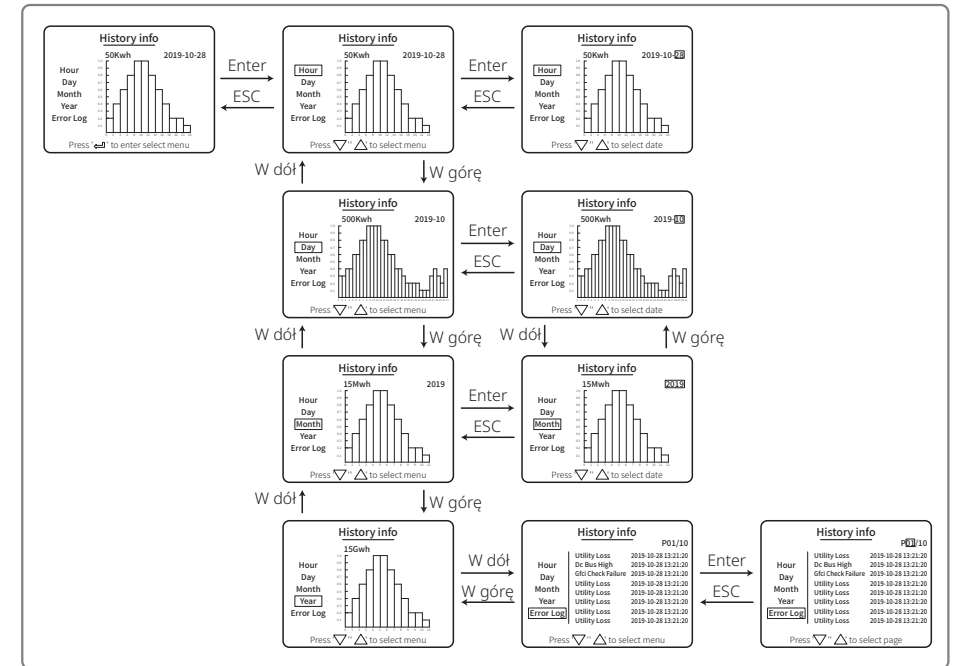 History info
50Kwh 2019-10-28
Hour
Day
Month
Year
Error Log
Press " " to enter select menu
Enter
ESC
History info
50Kwh 2019-10-28
Hour
Day
Month
Year
Error Log
Press " " to select menu
Enter
ESC
History info
50Kwh 2019-10-28
Hour
Day
Month
Year
Error Log
Press " " to select date
W dół W górę
History info
500Kwh 2019-10
Hour
Day
Month
Year
Error Log
Press " " to select menu
Enter
ESC
History info
500Kwh 2019-10
Hour
Day
Month
Year
Error Log
Press " " to select date
W dół W górę W dół W górę
History info
15Mwh 2019
Hour
Day
Month
Year
Error Log
Press " " to select menu
Enter
ESC
History info
15Mwh 2019
Hour
Day
Month
Year
Error Log
Press " " to select date
W dół W górę
History info
15Gwh
Hour
Day
Month
Year
Error Log
Press " " to select menu
W dół
W górę
History info
P01/10
Hour
Day
Month
Year
Error Log
Utility Loss 2019-10-28 13:21:20
Dc Bus High 2019-10-28 13:21:20
Gfci Check Failure 2019-10-28 13:21:20
Utility Loss 2019-10-28 13:21:20
Utility Loss 2019-10-28 13:21:20
Utility Loss 2019-10-28 13:21:20
Utility Loss 2019-10-28 13:21:20
Utility Loss 2019-10-28 13:21:20
Press " " to select menu
Enter
ESC
History info
P01/10
Hour
Day
Month
Year
Error Log
Utility Loss 2019-10-28 13:21:20
Dc Bus High 2019-10-28 13:21:20
Gfci Check Failure 2019-10-28 13:21:20
Utility Loss 2019-10-28 13:21:20
Utility Loss 2019-10-28 13:21:20
Utility Loss 2019-10-28 13:21:20
Utility Loss 2019-10-28 13:21:20
Utility Loss 2019-10-28 13:21:20
Press " " to select page